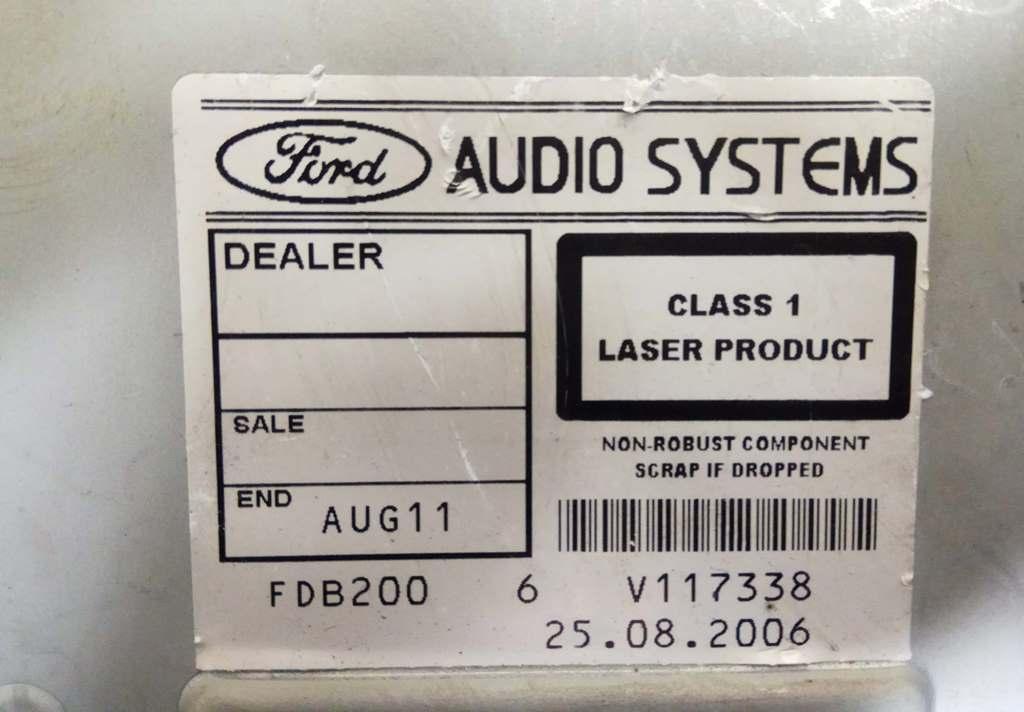 Ford AUDIO SYSTEMS
DEALER
SALE
END AUG11
CLASS 1
LASER PRODUCT
NON-ROBUST COMPONENT
SCRAP IF DROPPED
FDB200 6 V117338
25.08.2006